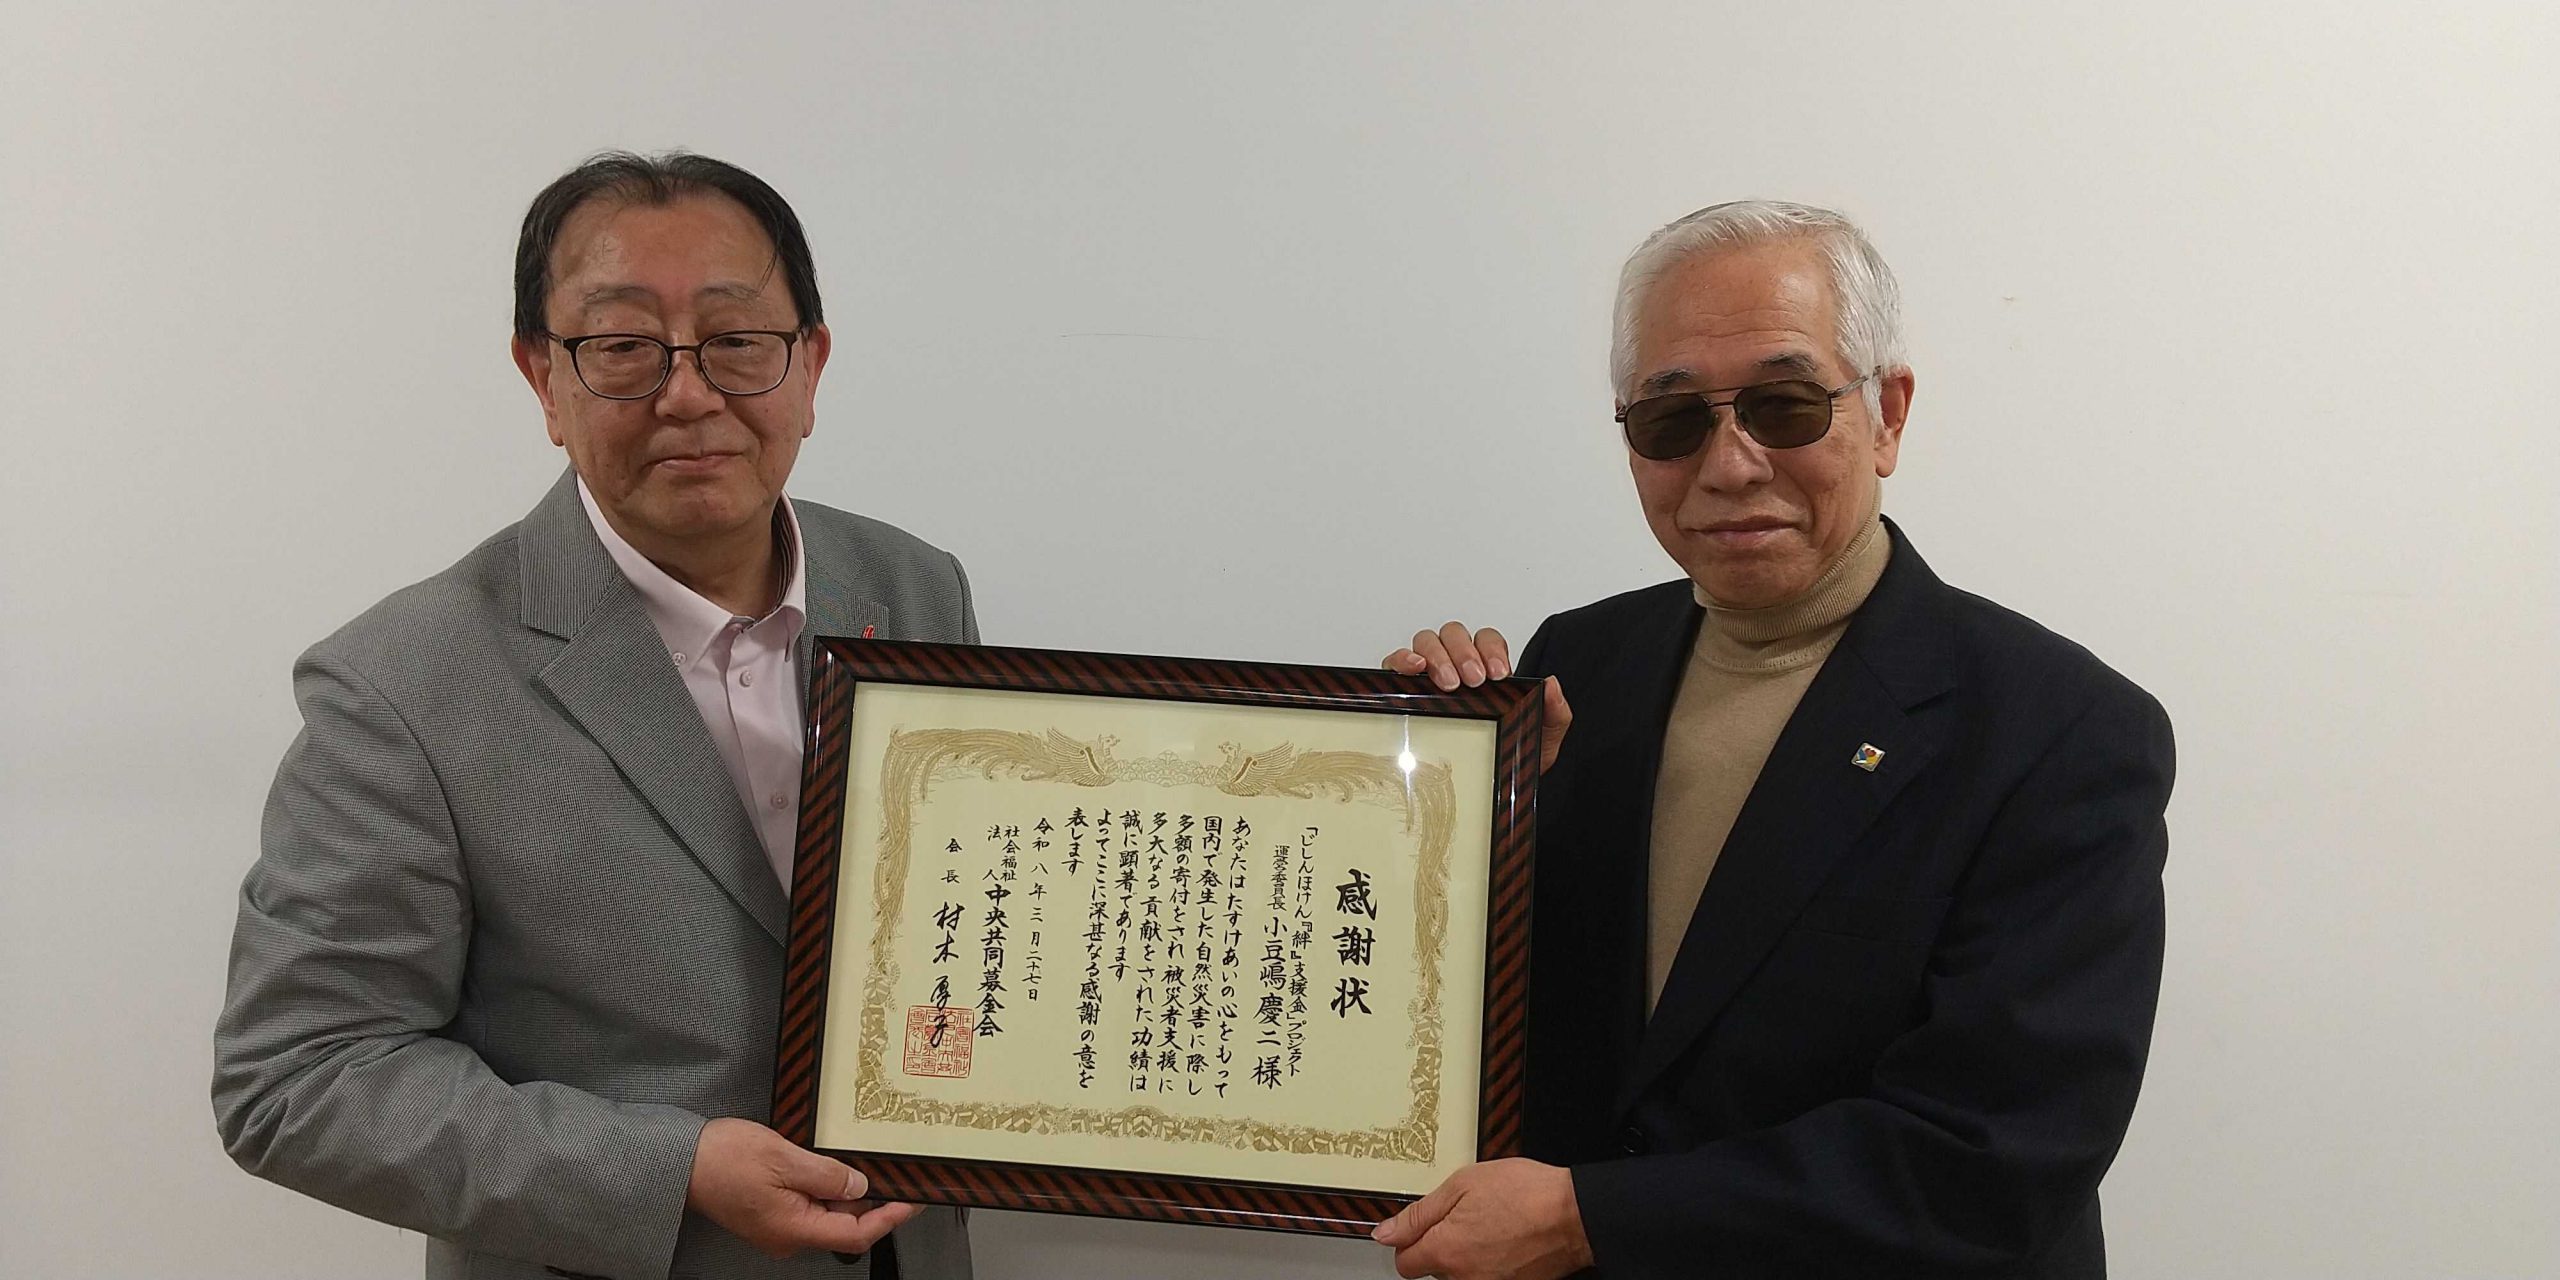 感謝状
「じしんほけん『絆』支援金」プロジェクト
運営委員長 小豆嶋慶二 様
あなたはたすけあいの心をもって
国内で発生した自然災害に際し
多額の寄付をされ 被災者支援に
多大なる貢献をされた功績は
誠に顕著であります
よってここに深甚なる感謝の意を
表します
令和八年三月二十七日
社会福祉
法人 中央共同募金会
会長 村木厚子